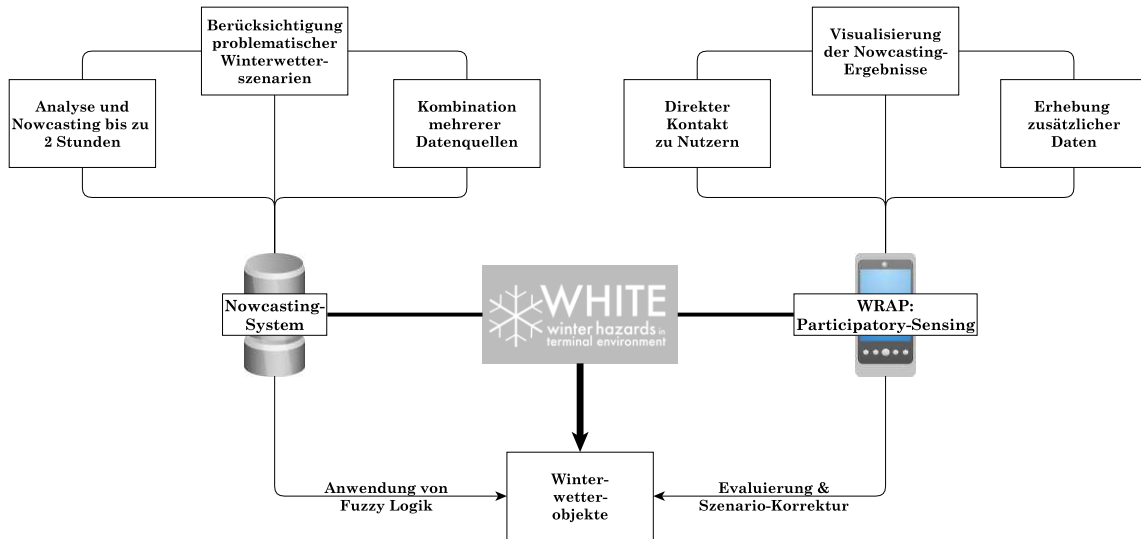 Berücksichtigung
problematischer
Winterwetter-
szenarien
Analyse und
Nowcasting bis zu
2 Stunden
Kombination
mehrerer
Datenquellen
Visualisierung
der Nowcasting-
Ergebnisse
Direkter
Kontakt
zu Nutzern
Erhebung
zusätzlicher
Daten
Nowcasting-
System
WHITE
winter hazards in
terminal environment
WRAP:
Participatory-Sensing
Anwendung von
Fuzzy Logik
Winter-
wetter-
objekte
Evaluierung &
Szenario-Korrektur